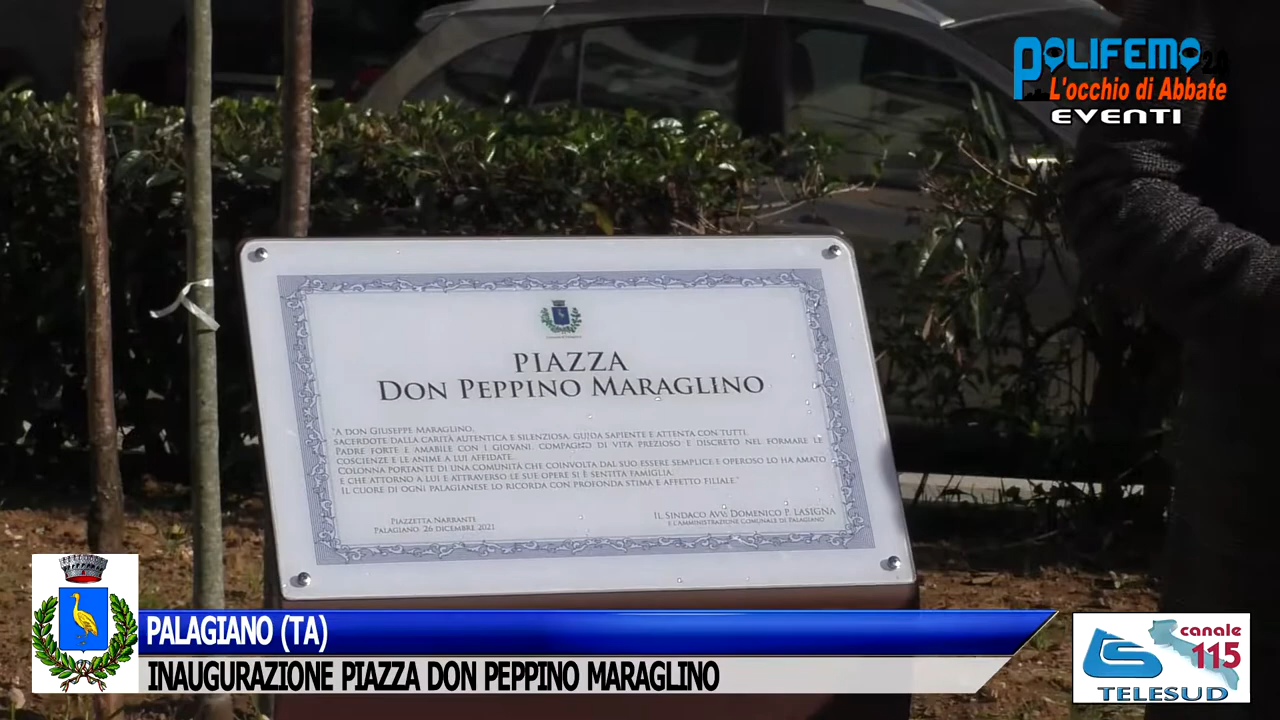 POLIFEMO 2.0
L'occhio di Abbate
EVENTI
PIAZZA
DON PEPPINO MARAGLINO
"A DON GIUSEPPE MARAGLINO,
SACERDOTE DALLA CARITÀ AUTENTICA E SILENZIOSA, GUIDA SAPIENTE E ATTENTA CON TUTTI.
PADRE FORTE E AMABILE CON I GIOVANI, COMPAGNO DI VITA PREZIOSO E DISCRETO NEL FORMARE LE
COSCIENZE E LE ANIME A LUI AFFIDATE.
COLONNA PORTANTE DI UNA COMUNITÀ CHE COINVOLTA DAL SUO ESSERE SEMPLICE E OPEROSO LO HA AMATO
E CHE ATTORNO A LUI E ATTRAVERSO LE SUE OPERE SI È SENTITA FAMIGLIA.
IL CUORE DI OGNI PALAGIANESE LO RICORDA CON PROFONDA STIMA E AFFETTO FILIALE."
PIAZZETTA NARRANTE
PALAGIANO 26 DICEMBRE 2021
IL SINDACO AVV. DOMENICO P. LASIGNA
E L'AMMINISTRAZIONE COMUNALE DI PALAGIANO
PALAGIANO (TA)
INAUGURAZIONE PIAZZA DON PEPPINO MARAGLINO
canale
115
TELESUD